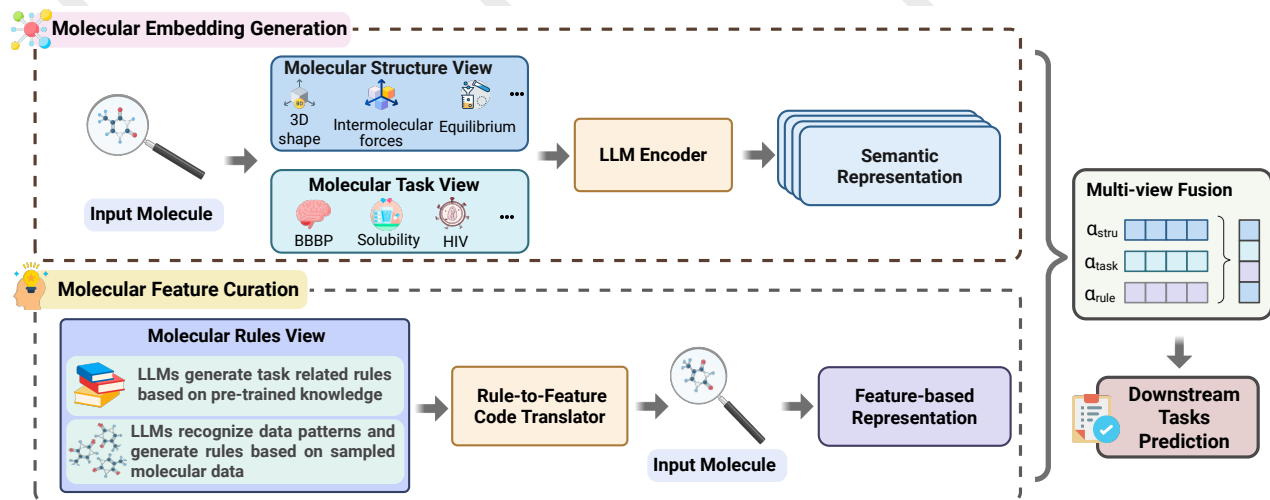 Molecular Embedding Generation
Molecular Structure View
3D
3D
shape
Intermolecular
forces
Equilibrium
...
Input Molecule
Molecular Task View
BBBP
Solubility
HIV
...
LLM Encoder
Semantic
Representation
Molecular Feature Curation
Molecular Rules View
LLMs generate task related rules
based on pre-trained knowledge
LLMs recognize data patterns and
generate rules based on sampled
molecular data
Rule-to-Feature
Code Translator
Input Molecule
Feature-based
Representation
Multi-view Fusion
αstru
αtask
αrule
Downstream
Tasks
Prediction